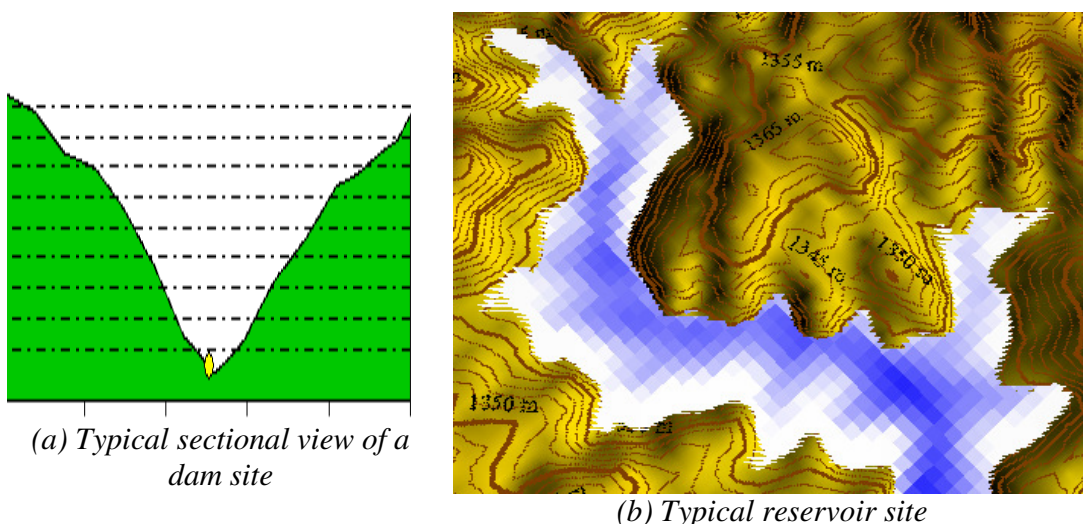 1355 m
1365 m
1345 m
1350 m
1350 m
(a) Typical sectional view of a
dam site
(b) Typical reservoir site